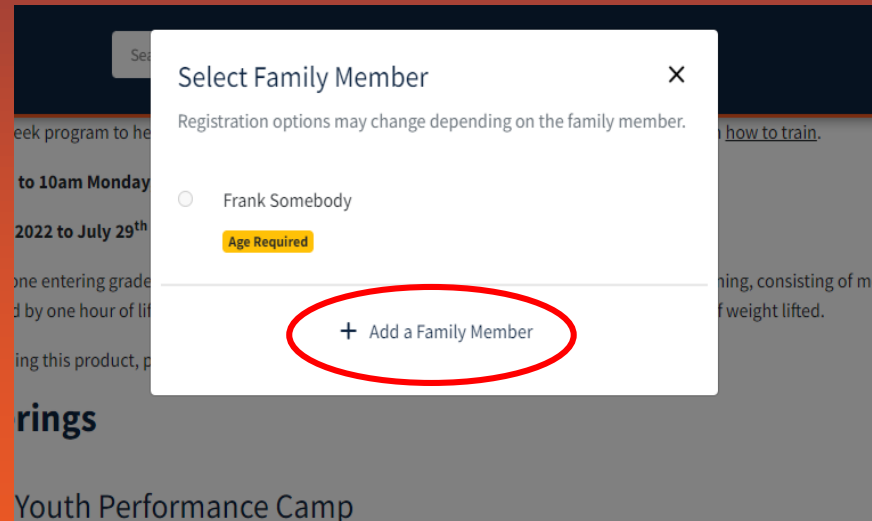 Sea
Select Family Member
Registration options may change depending on the family member.
eek program to he
how to train.
to 10am Monday
Frank Somebody
2022 to July 29th
Age Required
one entering grade
ning, consisting of m
d by one hour of lif
f weight lifted.
+ Add a Family Member
ing this product, p
rings
Youth Performance Camp